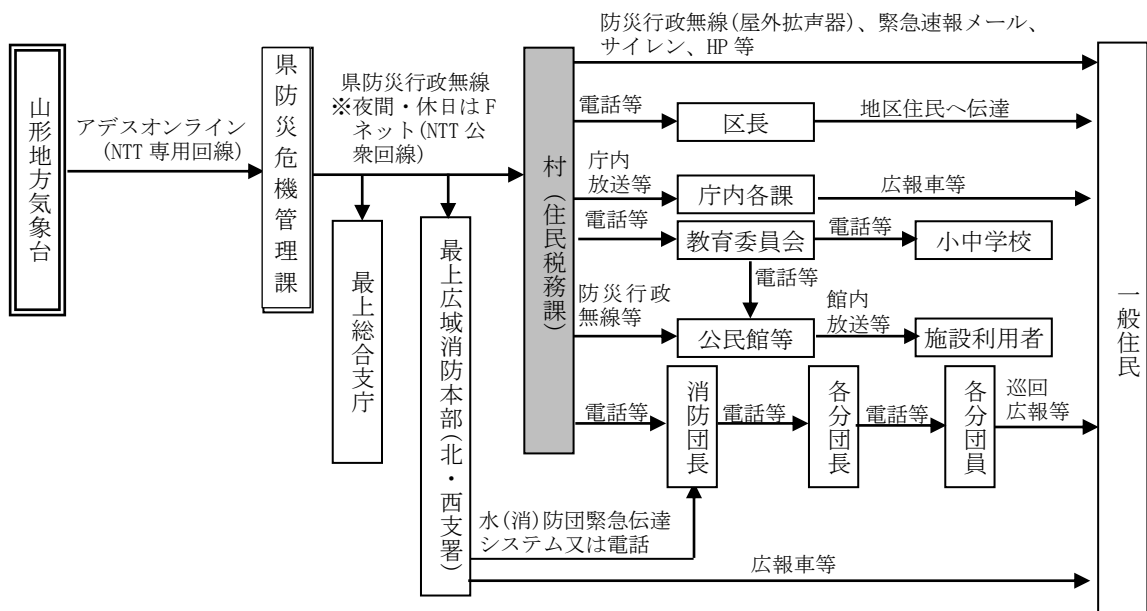 山形地方気象台
アデスオンライン
(NTT 専用回線)
県防災危機管理課
県防災行政無線
※夜間・休日は F
ネット(NTT 公
衆回線)
最上総合支庁
最上広域消防本部(北・西支署)
村(住民税務課)
防災行政無線(屋外拡声器)、緊急速報メール、
サイレン、HP 等
電話等
区長
地区住民へ伝達
庁内
放送等
庁内各課
広報車等
電話等
教育委員会
電話等
小中学校
電話等
防災行政
無線等
公民館等
館内
放送等
施設利用者
電話等
消防団長
電話等
各分団長
電話等
各分団員
巡回
広報等
水(消)防団緊急伝達
システム又は電話
広報車等
一般住民